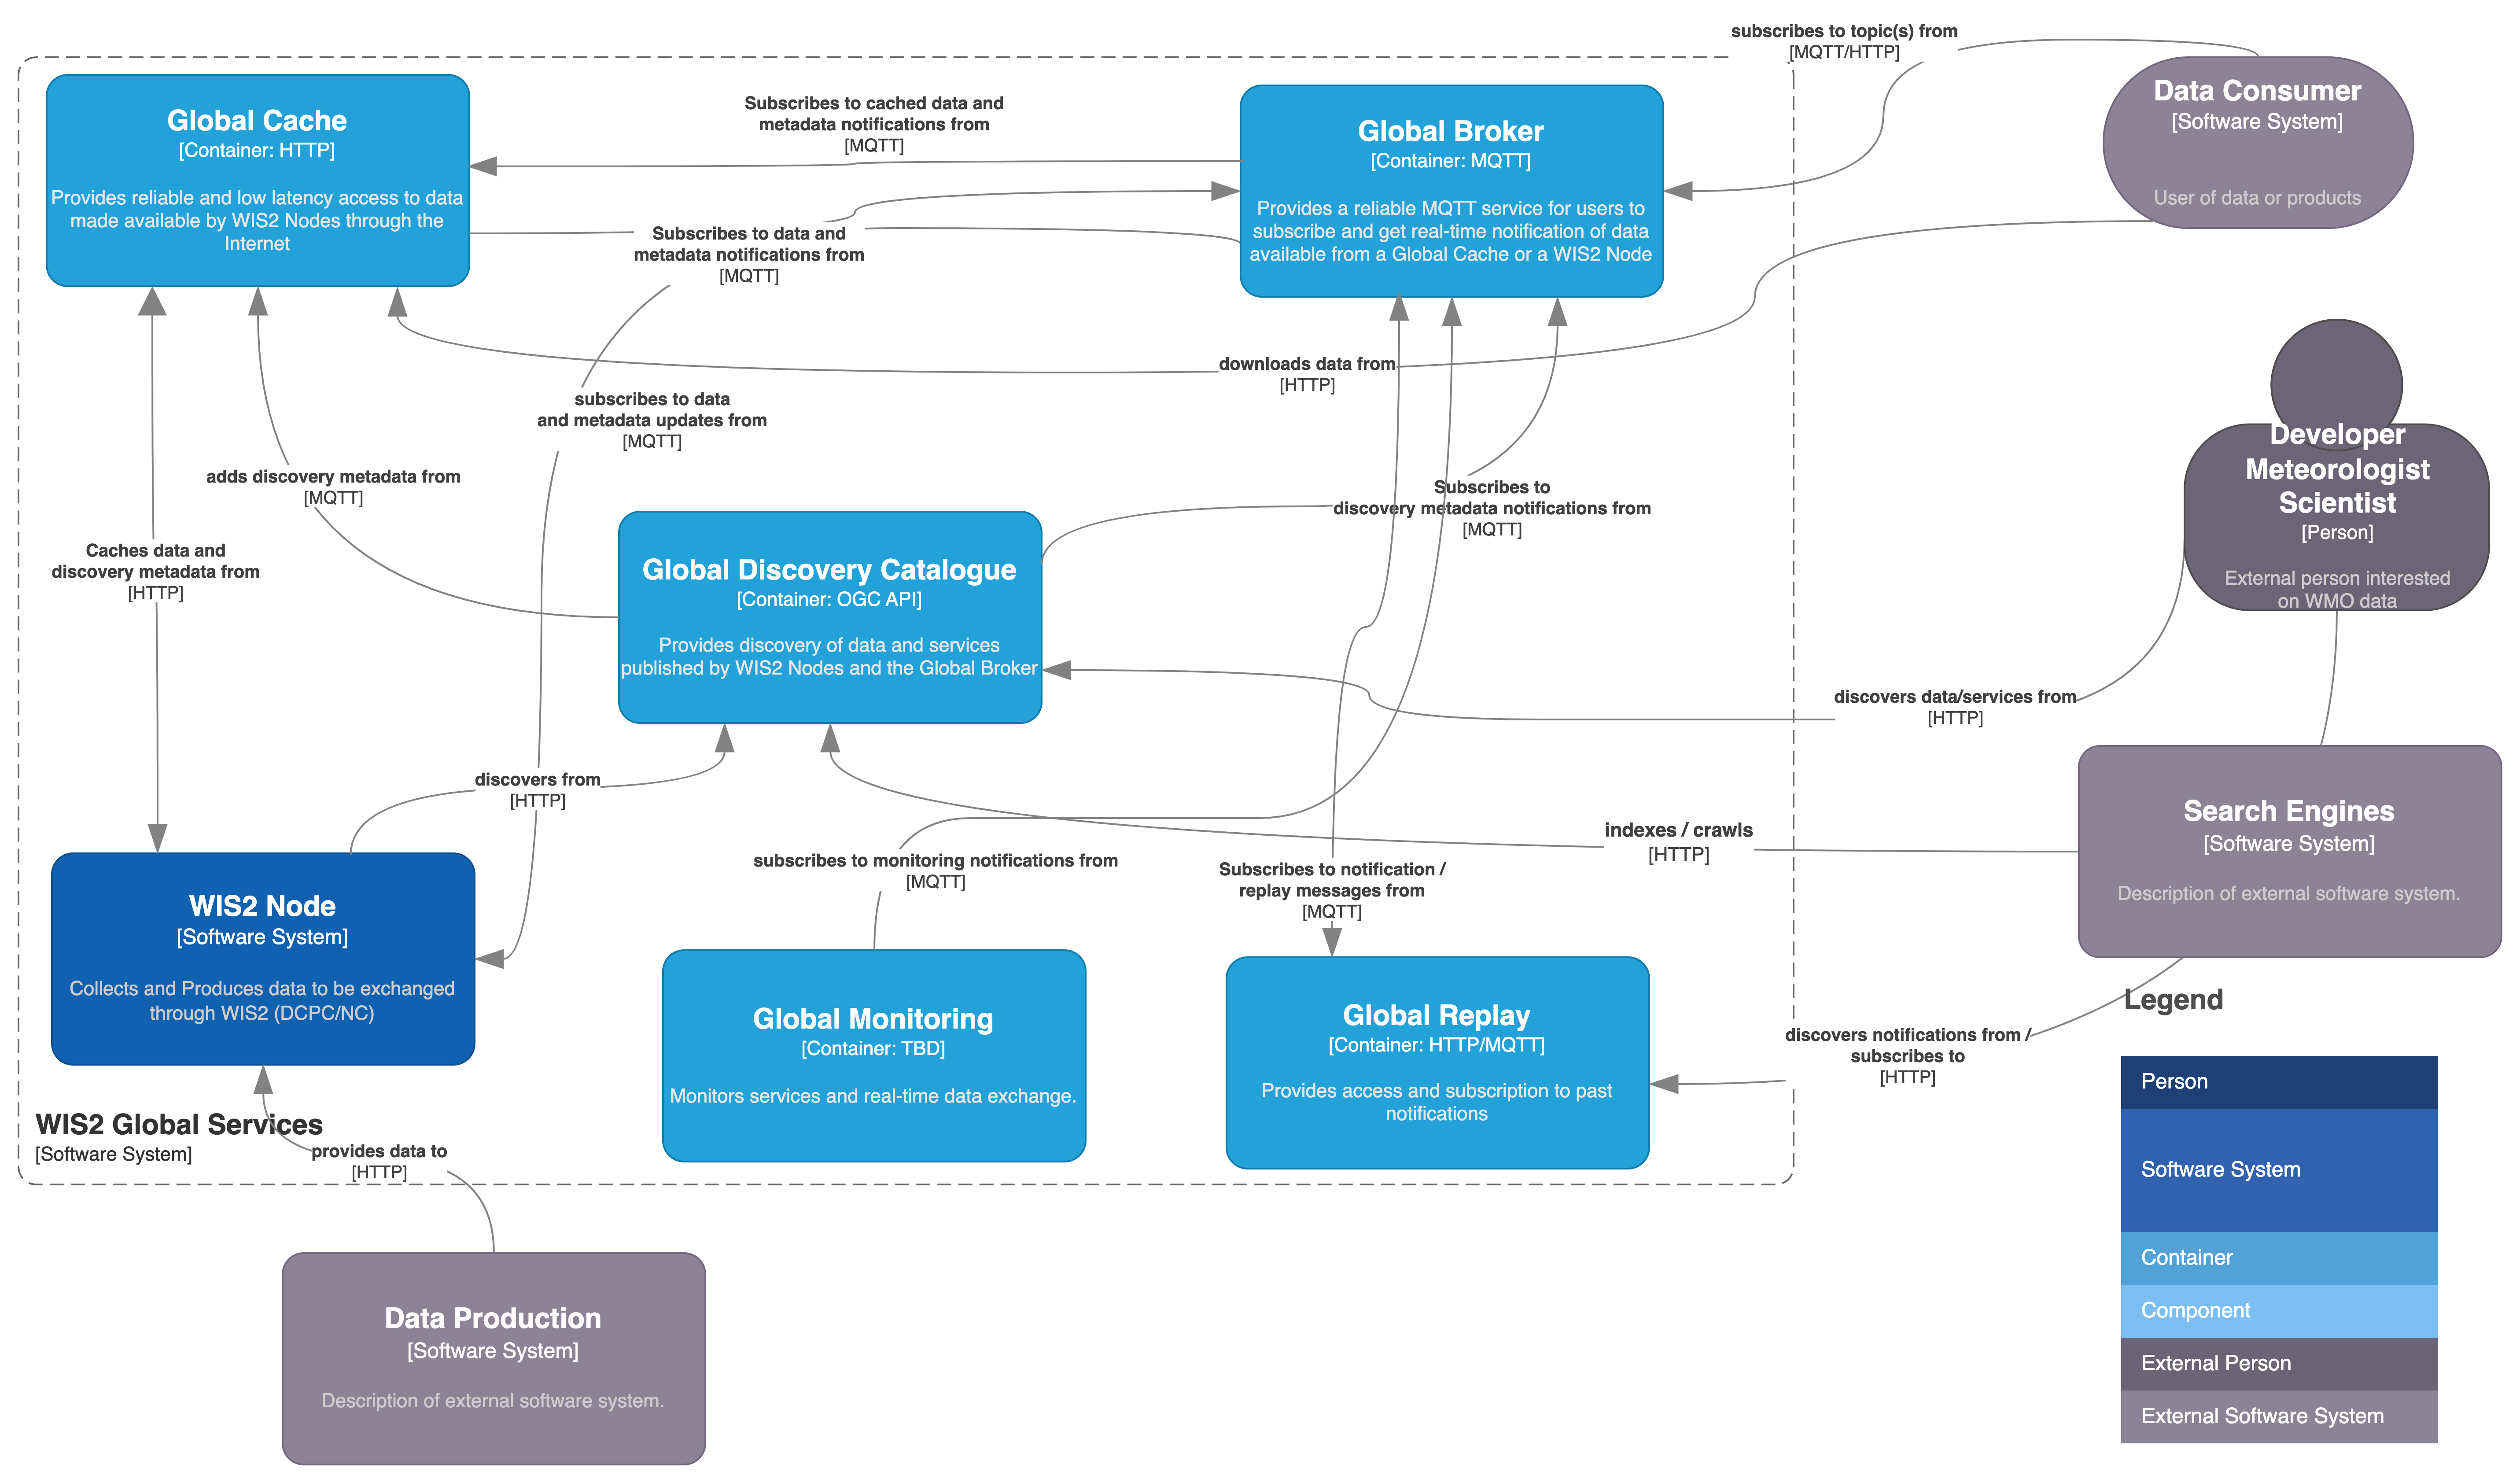 subscribes to topic(s) from
[MQTT/HTTP]
Global Cache
[Container: HTTP]
Provides reliable and low latency access to data
made available by WIS2 Nodes through the
Internet
Subscribes to cached data and
metadata notifications from
[MQTT]
Global Broker
[Container: MQTT]
Provides a reliable MQTT service for users to
subscribe and get real-time notification of data
available from a Global Cache or a WIS2 Node
Data Consumer
[Software System]
User of data or products
Subscribes to data and
metadata notifications from
[MQTT]
downloads data from
[HTTP]
subscribes to data
and metadata updates from
[MQTT]
adds discovery metadata from
[MQTT]
Subscribes to
discovery metadata notifications from
[MQTT]
Developer
Meteorologist
Scientist
[Person]
External person interested
on WMO data
Caches data and
discovery metadata from
[HTTP]
Global Discovery Catalogue
[Container: OGC API]
Provides discovery of data and services
published by WIS2 Nodes and the Global Broker
discovers data/services from
[HTTP]
discovers from
[HTTP]
indexes / crawls
[HTTP]
Search Engines
[Software System]
Description of external software system.
subscribes to monitoring notifications from
[MQTT]
Subscribes to notification /
replay messages from
[MQTT]
WIS2 Node
[Software System]
Collects and Produces data to be exchanged
through WIS2 (DCPC/NC)
Global Monitoring
[Container: TBD]
Monitors services and real-time data exchange.
Global Replay
[Container: HTTP/MQTT]
Provides access and subscription to past
notifications
discovers notifications from /
subscribes to
[HTTP]
WIS2 Global Services
[Software System]
provides data to
[HTTP]
Data Production
[Software System]
Description of external software system.
Legend
Person
Software System
Container
Component
External Person
External Software System